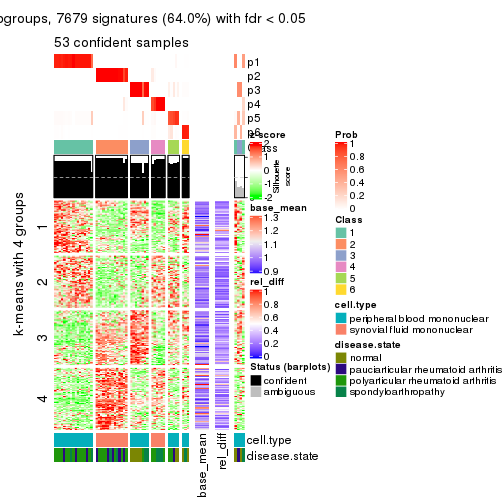 ogroups, 7679 signatures (64.0%) with fdr < 0.05
53 confident samples
p1
p2
p3
p4
p5
p6
Class
Silhouette
score
k-means with 4 groups
1
2
3
4
base_mean
rel_diff
cell.type
disease.state
z-score
2
1
0
-1
-2
base_mean
1.3
1.2
1.1
1
0.9
rel_diff
1
0.8
0.6
0.4
0.2
0
Status (barplots)
confident
ambiguous
Prob
1
0.8
0.6
0.4
0.2
0
Class
1
2
3
4
5
6
cell.type
peripheral blood mononuclear
synovial fluid mononuclear
disease.state
normal
pauciarticular rheumatoid arthritis
polyarticular rheumatoid arthritis
spondyloarthropathy